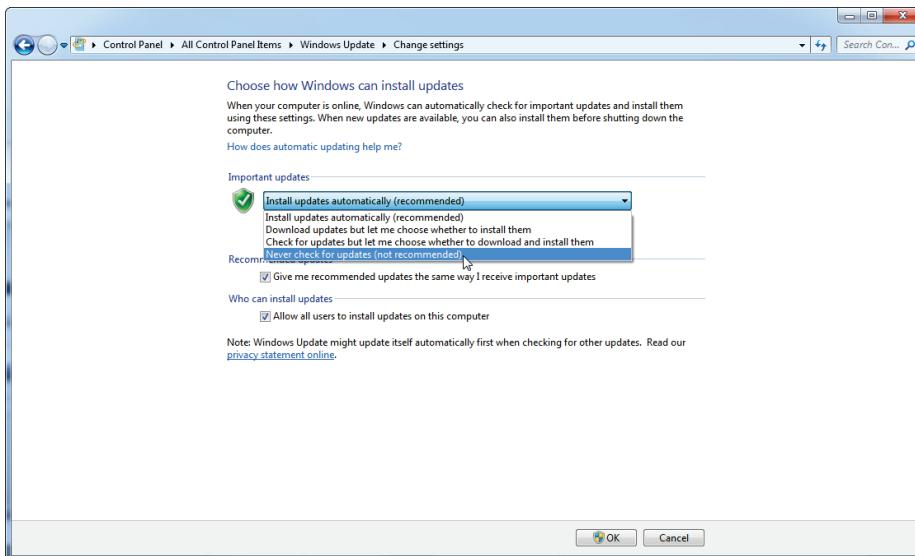 Control Panel ▸ All Control Panel Items ▸ Windows Update ▸ Change settings
Search Con...
Choose how Windows can install updates
When your computer is online, Windows can automatically check for important updates and install them
using these settings. When new updates are available, you can also install them before shutting down the
computer.
How does automatic updating help me?
Important updates
Install updates automatically (recommended)
Install updates automatically (recommended)
Download updates but let me choose whether to install them
Check for updates but let me choose whether to download and install them
Never check for updates (not recommended)
Recommended updates
Give me recommended updates the same way I receive important updates
Who can install updates
Allow all users to install updates on this computer
Note: Windows Update might update itself automatically first when checking for other updates. Read our
privacy statement online.
OK
Cancel